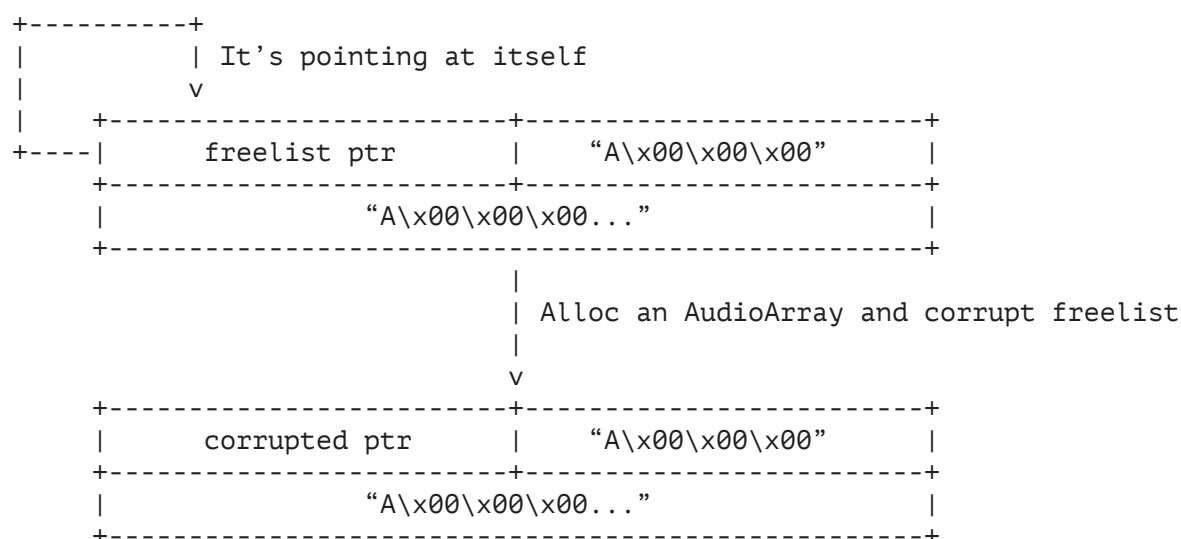 +----------+
|          | It’s pointing at itself
|          v
|    +-------------------------+-------------------------+
+----|      freelist ptr       |    “A\x00\x00\x00”      |
     +-------------------------+-------------------------+
     |                “A\x00\x00\x00...”                 |
     +---------------------------------------------------+
                               |
                               | Alloc an AudioArray and corrupt freelist
                               |
                               v
     +-------------------------+-------------------------+
     |      corrupted ptr      |    “A\x00\x00\x00”      |
     +-------------------------+-------------------------+
     |                “A\x00\x00\x00...”                 |
     +---------------------------------------------------+